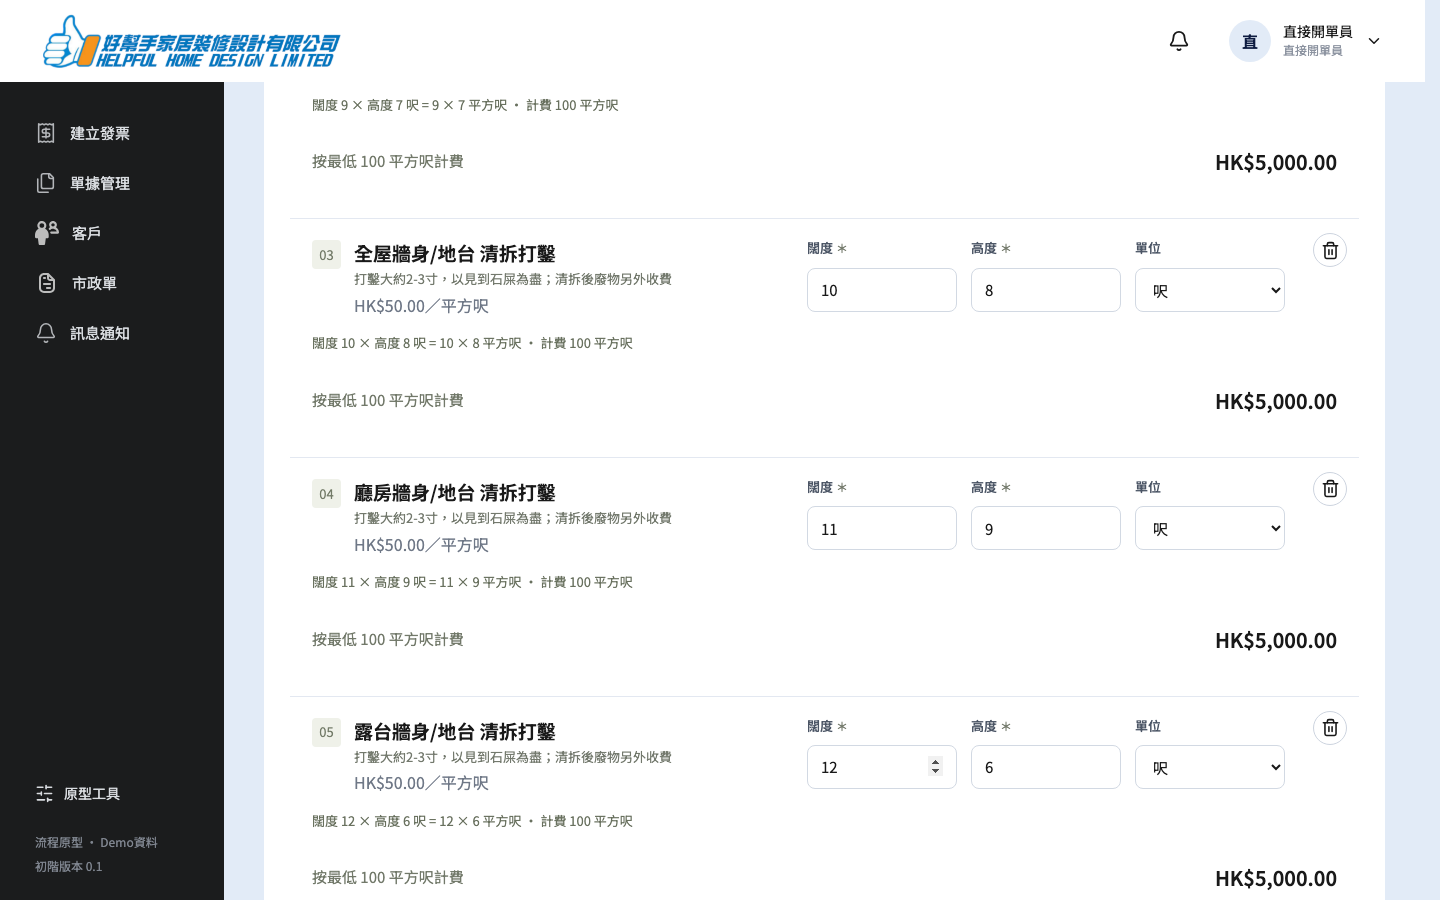 好幫手家居裝修設計有限公司
HELPFUL HOME DESIGN LIMITED
直
直接開單員
直接開單員
建立發票
單據管理
客戶
市政單
訊息通知
原型工具
流程原型 · Demo資料
初階版本 0.1
闊度 9 × 高度 7 呎 = 9 × 7 平方呎 · 計費 100 平方呎
按最低 100 平方呎計費
HK$5,000.00
03
全屋牆身/地台 清拆打鑿
打鑿大約2-3寸，以見到石屎為盡；清拆後廢物另外收費
HK$50.00／平方呎
闊度 *
高度 *
單位
10
8
呎
闊度 10 × 高度 8 呎 = 10 × 8 平方呎 · 計費 100 平方呎
按最低 100 平方呎計費
HK$5,000.00
04
廳房牆身/地台 清拆打鑿
打鑿大約2-3寸，以見到石屎為盡；清拆後廢物另外收費
HK$50.00／平方呎
闊度 *
高度 *
單位
11
9
呎
闊度 11 × 高度 9 呎 = 11 × 9 平方呎 · 計費 100 平方呎
按最低 100 平方呎計費
HK$5,000.00
05
露台牆身/地台 清拆打鑿
打鑿大約2-3寸，以見到石屎為盡；清拆後廢物另外收費
HK$50.00／平方呎
闊度 *
高度 *
單位
12
6
呎
闊度 12 × 高度 6 呎 = 12 × 6 平方呎 · 計費 100 平方呎
按最低 100 平方呎計費
HK$5,000.00